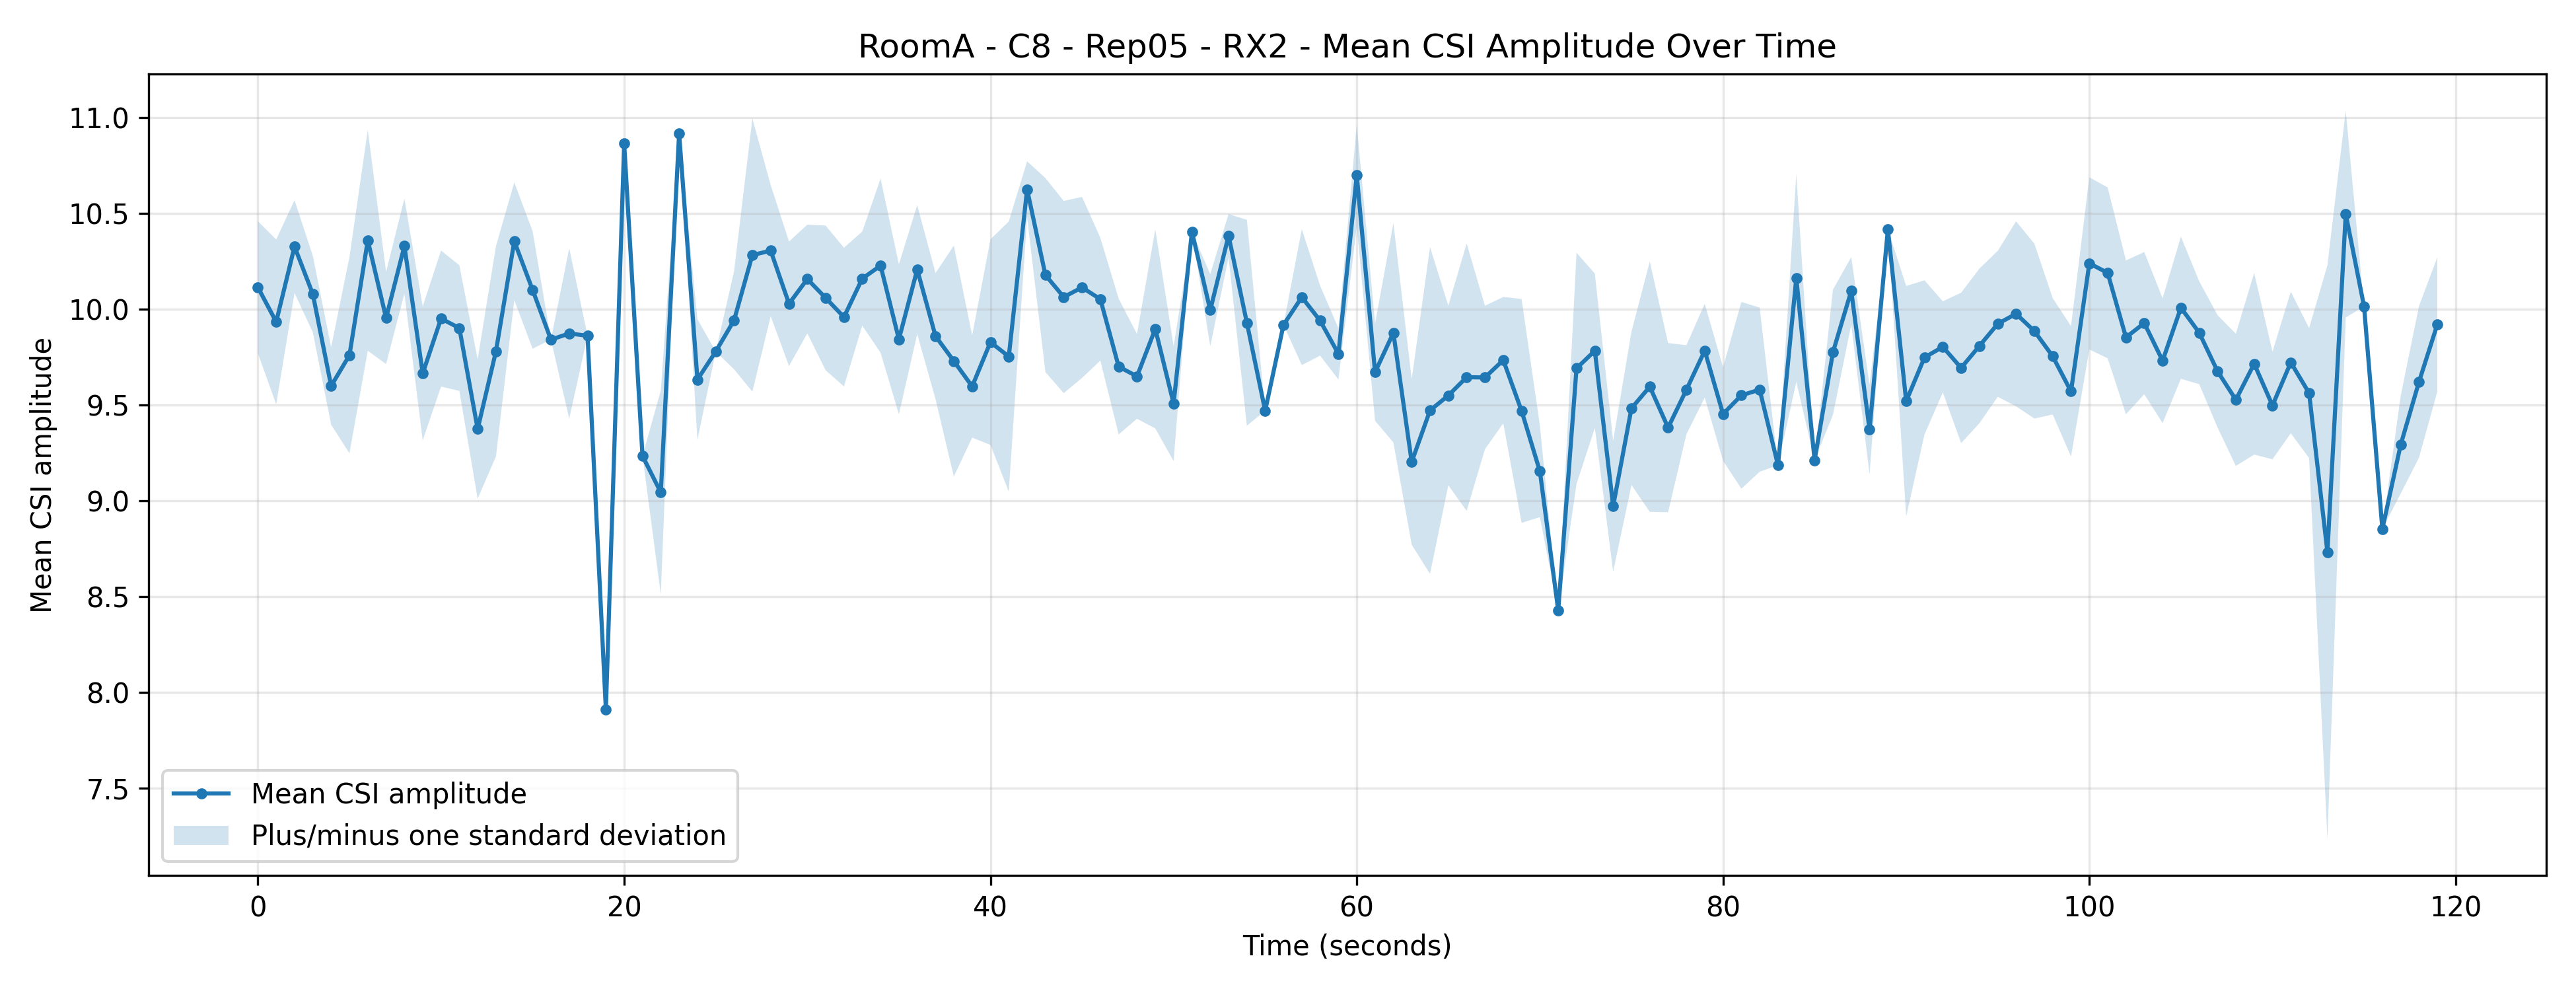 RoomA - C8 - Rep05 - RX2 - Mean CSI Amplitude Over Time
Mean CSI amplitude
11.0
10.5
10.0
9.5
9.0
8.5
8.0
7.5
Mean CSI amplitude
Plus/minus one standard deviation
0 20 40 60 80 100 120
Time (seconds)